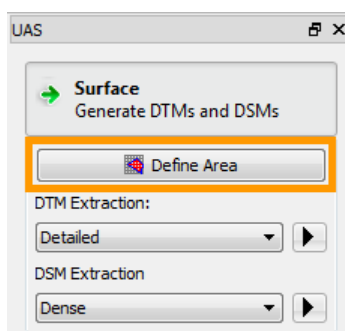 UAS
Surface
Generate DTMs and DSMs
Define Area
DTM Extraction:
Detailed
DSM Extraction
Dense